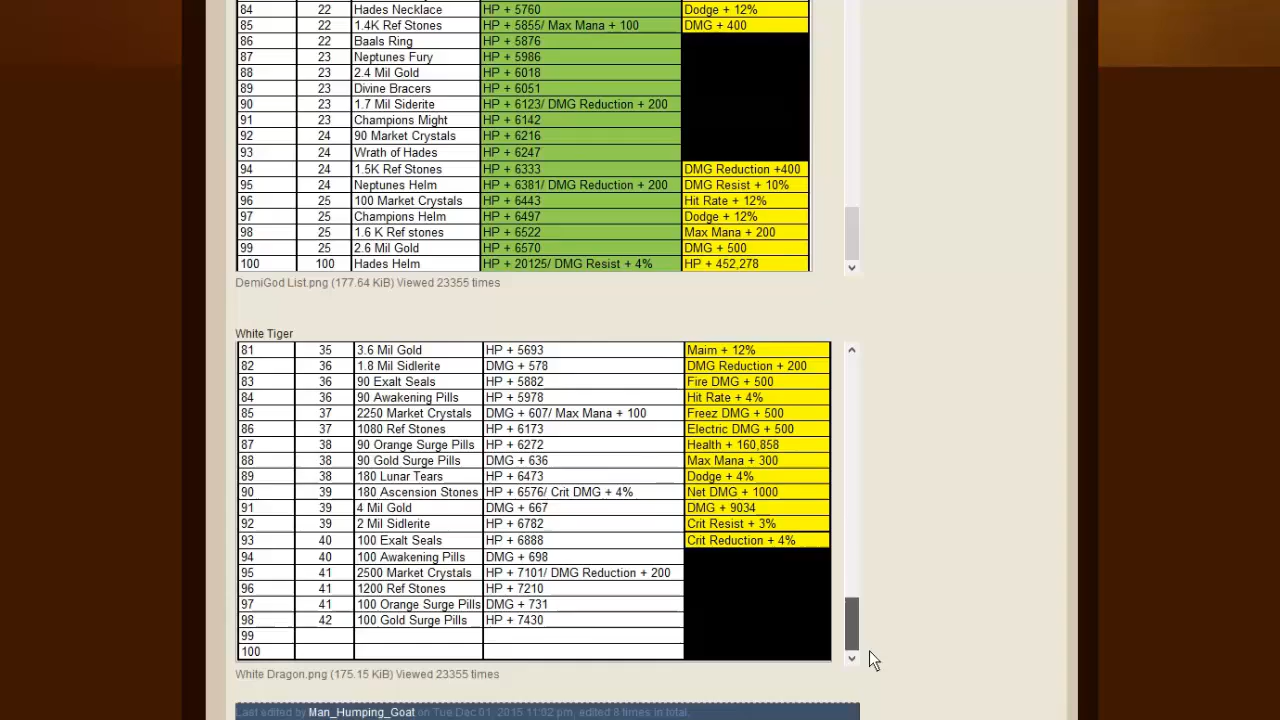 84 22 Hades Necklace HP + 5760 Dodge + 12%
85 22 1.4K Ref Stones HP + 5855/ Max Mana + 100 DMG + 400
86 22 Baals Ring HP + 5876
87 23 Neptunes Fury HP + 5986
88 23 2.4 Mil Gold HP + 6018
89 23 Divine Bracers HP + 6051
90 23 1.7 Mil Siderite HP + 6123/ DMG Reduction + 200
91 23 Champions Might HP + 6142
92 24 90 Market Crystals HP + 6216
93 24 Wrath of Hades HP + 6247
94 24 1.5K Ref Stones HP + 6333 DMG Reduction +400
95 24 Neptunes Helm HP + 6381/ DMG Reduction + 200 DMG Resist + 10%
96 25 100 Market Crystals HP + 6443 Hit Rate + 12%
97 25 Champions Helm HP + 6497 Dodge + 12%
98 25 1.6 K Ref stones HP + 6522 Max Mana + 200
99 25 2.6 Mil Gold HP + 6570 DMG + 500
100 100 Hades Helm HP + 20125/ DMG Resist + 4% HP + 452,278
DemiGod List.png (177.64 KiB) Viewed 23355 times
White Tiger
81 35 3.6 Mil Gold HP + 5693 Maim + 12%
82 36 1.8 Mil Sidlerite DMG + 578 DMG Reduction + 200
83 36 90 Exalt Seals HP + 5882 Fire DMG + 500
84 36 90 Awakening Pills HP + 5978 Hit Rate + 4%
85 37 2250 Market Crystals DMG + 607/ Max Mana + 100 Freez DMG + 500
86 37 1080 Ref Stones HP + 6173 Electric DMG + 500
87 38 90 Orange Surge Pills HP + 6272 Health + 160,858
88 38 90 Gold Surge Pills DMG + 636 Max Mana + 300
89 38 180 Lunar Tears HP + 6473 Dodge + 4%
90 39 180 Ascension Stones HP + 6576/ Crit DMG + 4% Net DMG + 1000
91 39 4 Mil Gold DMG + 667 DMG + 9034
92 39 2 Mil Sidlerite HP + 6782 Crit Resist + 3%
93 40 100 Exalt Seals HP + 6888 Crit Reduction + 4%
94 40 100 Awakening Pills DMG + 698
95 41 2500 Market Crystals HP + 7101/ DMG Reduction + 200
96 41 1200 Ref Stones HP + 7210
97 41 100 Orange Surge Pills DMG + 731
98 42 100 Gold Surge Pills HP + 7430
99
100
White Dragon.png (175.15 KiB) Viewed 23355 times
Last edited by Man_Humping_Goat on Tue Dec 01, 2015 11:02 pm, edited 8 times in total.